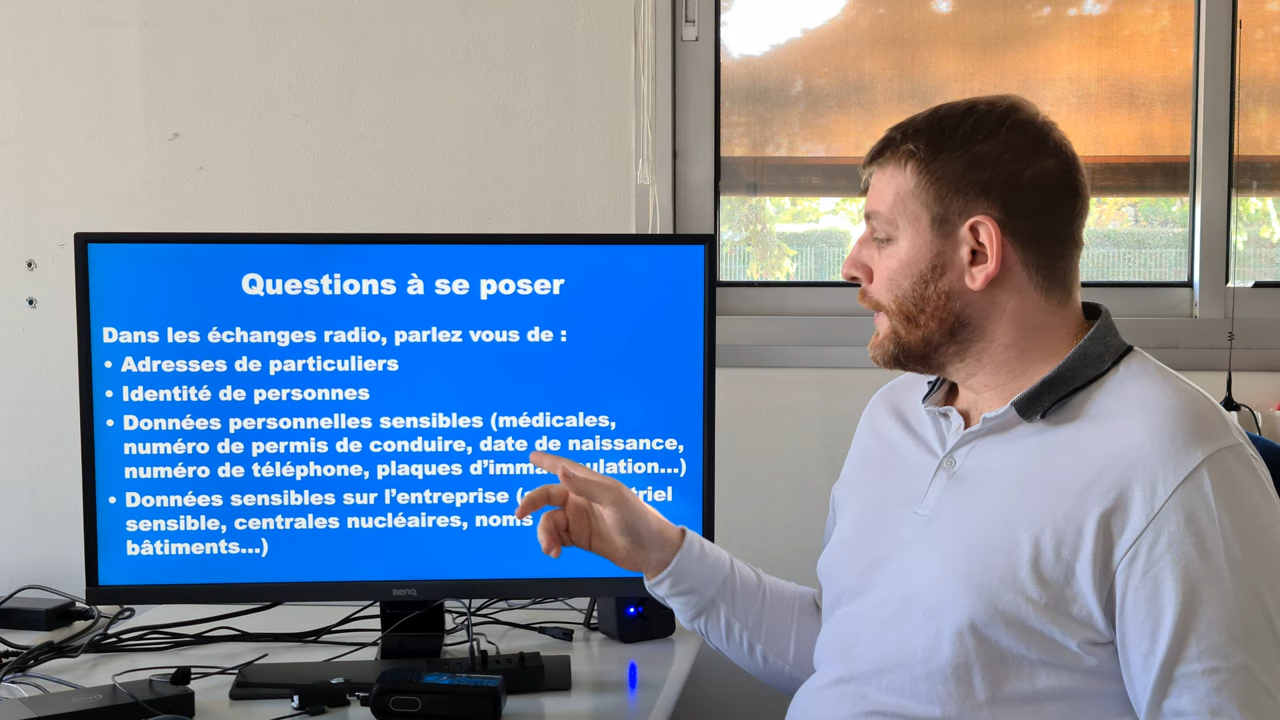 Questions à se poser
Dans les échanges radio, parlez vous de :
• Adresses de particuliers
• Identité de personnes
• Données personnelles sensibles (médicales,
numéro de permis de conduire, date de naissance,
numéro de téléphone, plaques
• Données sensibles sur l'entreprise
sensible, centrales nucléaires, noms
bâtiments...)
BenQ